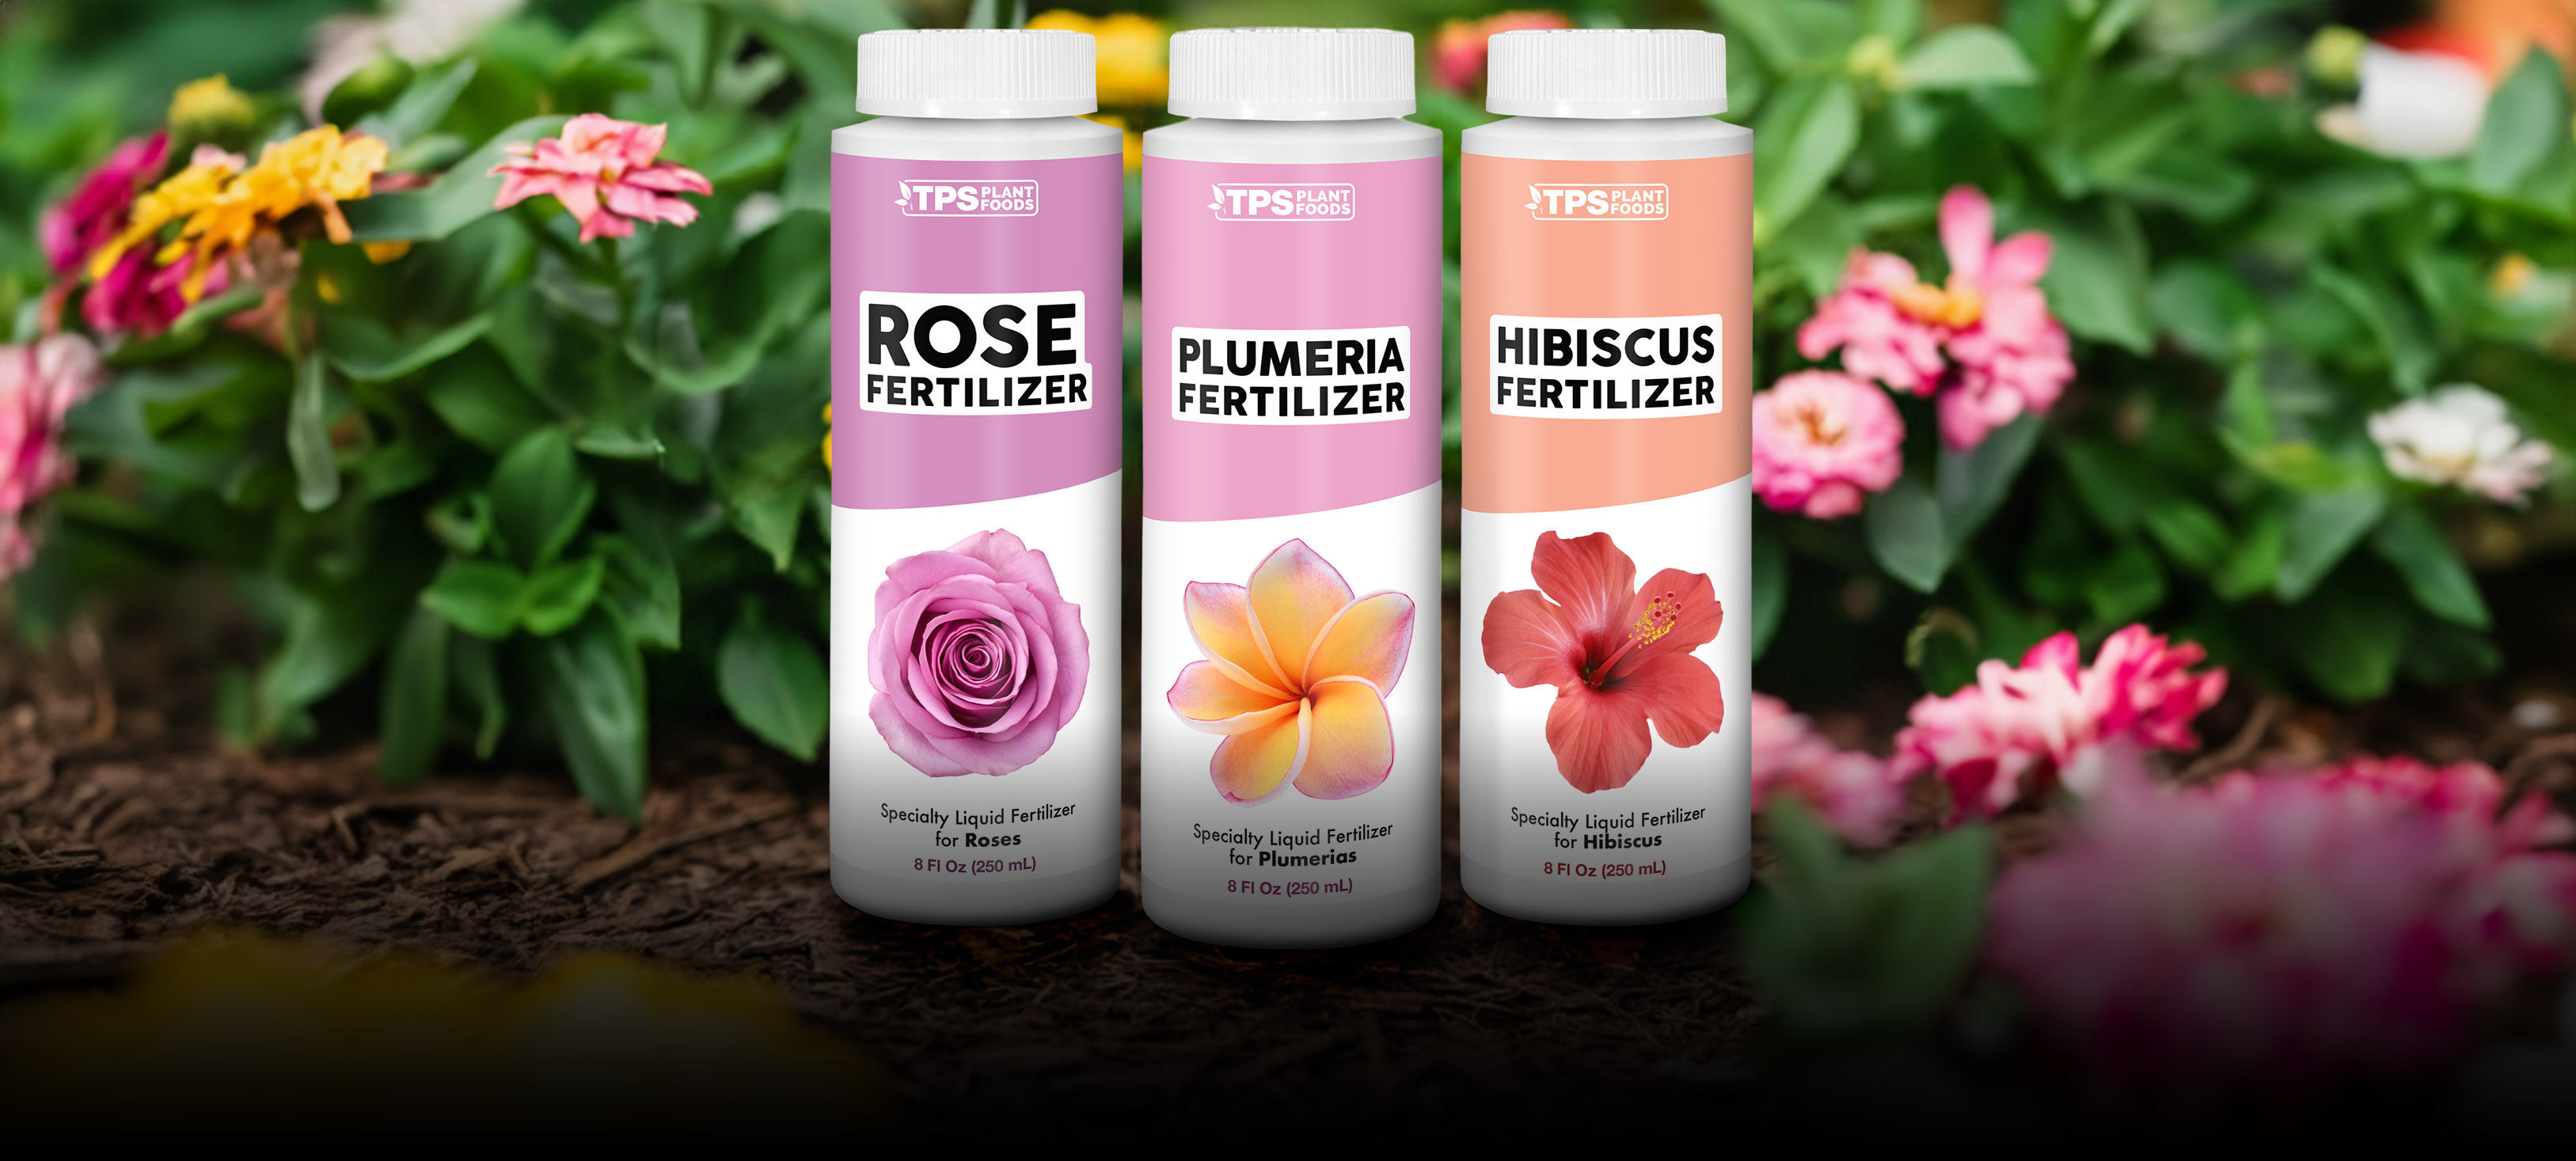 TPS PLANT FOODS
ROSE
FERTILIZER
Specialty Liquid Fertilizer
for Roses
8 Fl Oz (250 mL)
TPS PLANT FOODS
PLUMERIA
FERTILIZER
Specialty Liquid Fertilizer
for Plumerias
8 Fl Oz (250 mL)
TPS PLANT FOODS
HIBISCUS
FERTILIZER
Specialty Liquid Fertilizer
for Hibiscus
8 Fl Oz (250 mL)